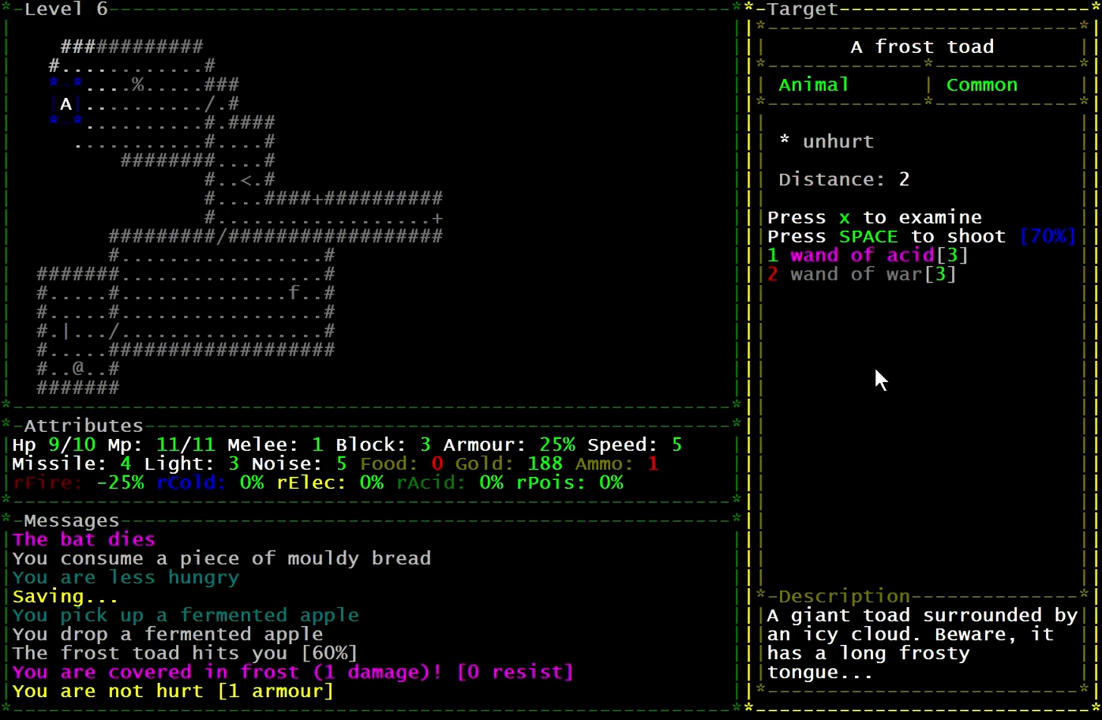 Level 6
Target
A frost toad
Animal | Common
* unhurt
Distance: 2
Press x to examine
Press SPACE to shoot [70%]
1 wand of acid[3]
2 wand of war[3]
###########​#
#............#
*-*....%.....###
|A|........../.#
*-*..........#.####
...........#....#
########....#
#..<.#
#....####+##########
#..................+
#########/##################
#.................#
#######.................#
#.....#..............f..#
#.....#.................#
#.|.../.................#
#.....###################
#..@..#
#######
Attributes
Hp 9/10 Mp: 11/11 Melee: 1 Block: 3 Armour: 25% Speed: 5
Missile: 4 Light: 3 Noise: 5 Food: 0 Gold: 188 Ammo: 1
rFire: -25% rCold: 0% rElec: 0% rAcid: 0% rPois: 0%
Messages
The bat dies
You consume a piece of mouldy bread
You are less hungry
Saving...
You pick up a fermented apple
You drop a fermented apple
The frost toad hits you [60%]
You are covered in frost (1 damage)! [0 resist]
You are not hurt [1 armour]
Description
A giant toad surrounded by
an icy cloud. Beware, it
has a long frosty
tongue...